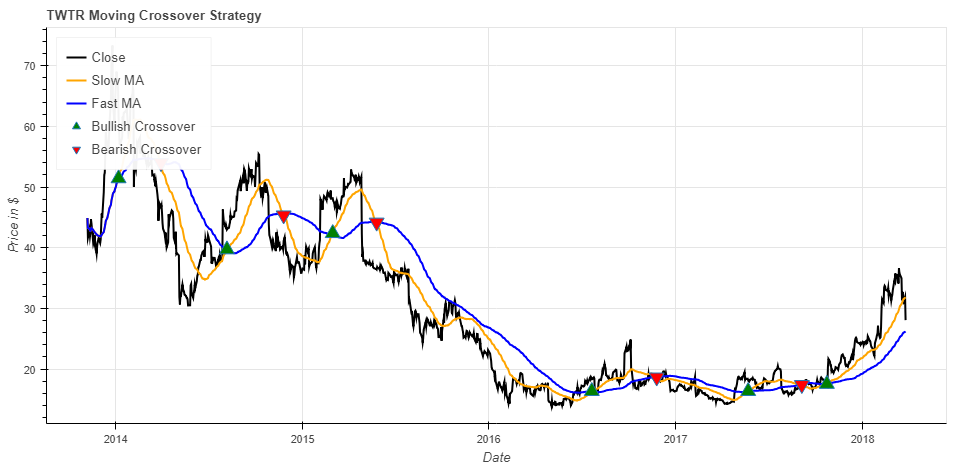 TWTR Moving Crossover Strategy
Close
Slow MA
Fast MA
Bullish Crossover
Bearish Crossover
Price in $
70
60
50
40
30
20
2014
2015
2016
2017
2018
Date